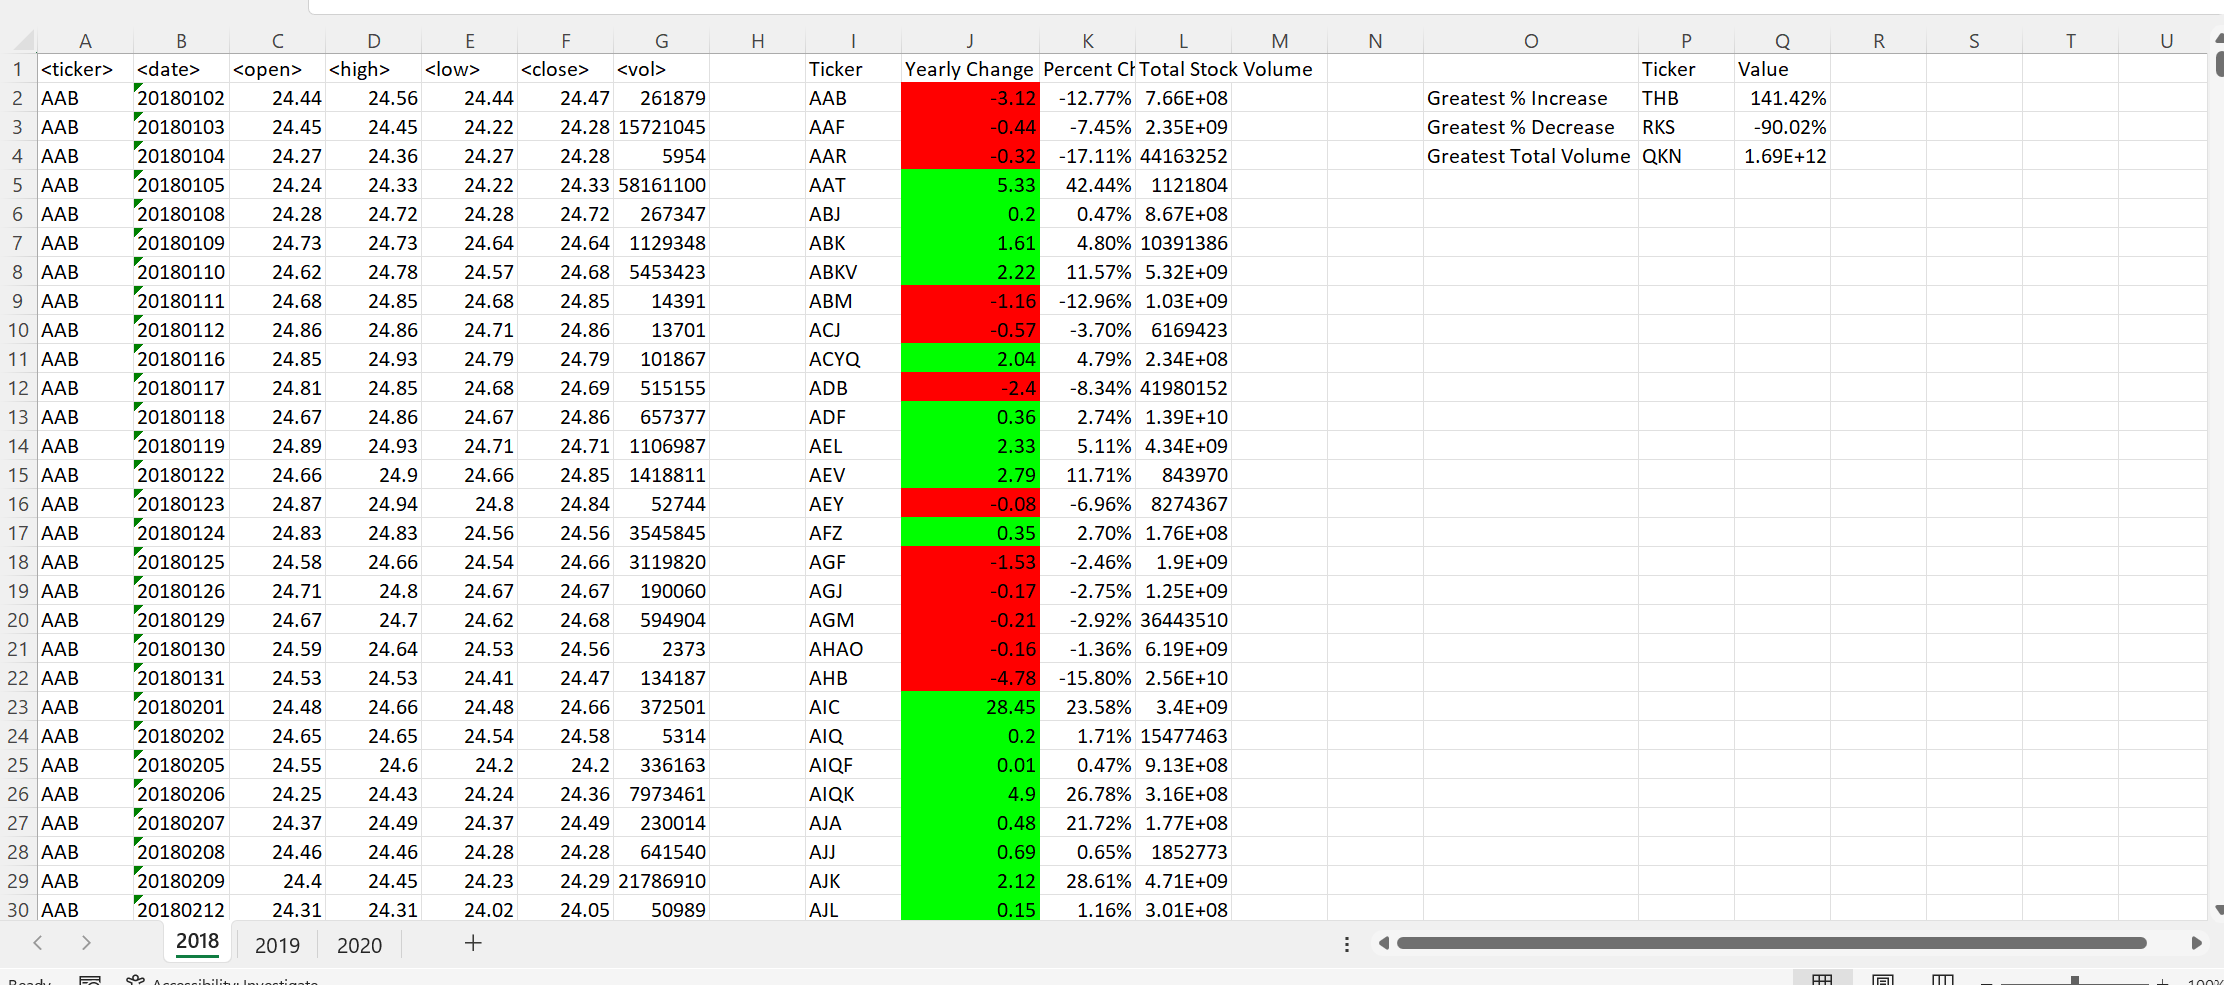 A B C D E F G H I J K L M N O P Q R S T U
1 <ticker> <date> <open> <high> <low> <close> <vol> Ticker Yearly Change Percent Ch Total Stock Volume Ticker Value
2 AAB 20180102 24.44 24.56 24.44 24.47 261879 AAB -3.12 -12.77% 7.66E+08 Greatest % Increase THB 141.42%
3 AAB 20180103 24.45 24.45 24.22 24.28 15721045 AAF -0.44 -7.45% 2.35E+09 Greatest % Decrease RKS -90.02%
4 AAB 20180104 24.27 24.36 24.27 24.28 5954 AAR -0.32 -17.11% 44163252 Greatest Total Volume QKN 1.69E+12
5 AAB 20180105 24.24 24.33 24.22 24.33 58161100 AAT 5.33 42.44% 1121804
6 AAB 20180108 24.28 24.72 24.28 24.72 267347 ABJ 0.2 0.47% 8.67E+08
7 AAB 20180109 24.73 24.73 24.64 24.64 1129348 ABK 1.61 4.80% 10391386
8 AAB 20180110 24.62 24.78 24.57 24.68 5453423 ABKV 2.22 11.57% 5.32E+09
9 AAB 20180111 24.68 24.85 24.68 24.85 14391 ABM -1.16 -12.96% 1.03E+09
10 AAB 20180112 24.86 24.86 24.71 24.86 13701 ACJ -0.57 -3.70% 6169423
11 AAB 20180116 24.85 24.93 24.79 24.79 101867 ACYQ 2.04 4.79% 2.34E+08
12 AAB 20180117 24.81 24.85 24.68 24.69 515155 ADB -2.4 -8.34% 41980152
13 AAB 20180118 24.67 24.86 24.67 24.86 657377 ADF 0.36 2.74% 1.39E+10
14 AAB 20180119 24.89 24.93 24.71 24.71 1106987 AEL 2.33 5.11% 4.34E+09
15 AAB 20180122 24.66 24.9 24.66 24.85 1418811 AEV 2.79 11.71% 843970
16 AAB 20180123 24.87 24.94 24.8 24.84 52744 AEY -0.08 -6.96% 8274367
17 AAB 20180124 24.83 24.83 24.56 24.56 3545845 AFZ 0.35 2.70% 1.76E+08
18 AAB 20180125 24.58 24.66 24.54 24.66 3119820 AGF -1.53 -2.46% 1.9E+09
19 AAB 20180126 24.71 24.8 24.67 24.67 190060 AGJ -0.17 -2.75% 1.25E+09
20 AAB 20180129 24.67 24.7 24.62 24.68 594904 AGM -0.21 -2.92% 36443510
21 AAB 20180130 24.59 24.64 24.53 24.56 2373 AHAO -0.16 -1.36% 6.19E+09
22 AAB 20180131 24.53 24.53 24.41 24.47 134187 AHB -4.78 -15.80% 2.56E+10
23 AAB 20180201 24.48 24.66 24.48 24.66 372501 AIC 28.45 23.58% 3.4E+09
24 AAB 20180202 24.65 24.65 24.54 24.58 5314 AIQ 0.2 1.71% 15477463
25 AAB 20180205 24.55 24.6 24.2 24.2 336163 AIQF 0.01 0.47% 9.13E+08
26 AAB 20180206 24.25 24.43 24.24 24.36 7973461 AIQK 4.9 26.78% 3.16E+08
27 AAB 20180207 24.37 24.49 24.37 24.49 230014 AJA 0.48 21.72% 1.77E+08
28 AAB 20180208 24.46 24.46 24.28 24.28 641540 AJJ 0.69 0.65% 1852773
29 AAB 20180209 24.4 24.45 24.23 24.29 21786910 AJK 2.12 28.61% 4.71E+09
30 AAB 20180212 24.31 24.31 24.02 24.05 50989 AJL 0.15 1.16% 3.01E+08
2018 2019 2020
Ready Accessibility: Investigate 100%